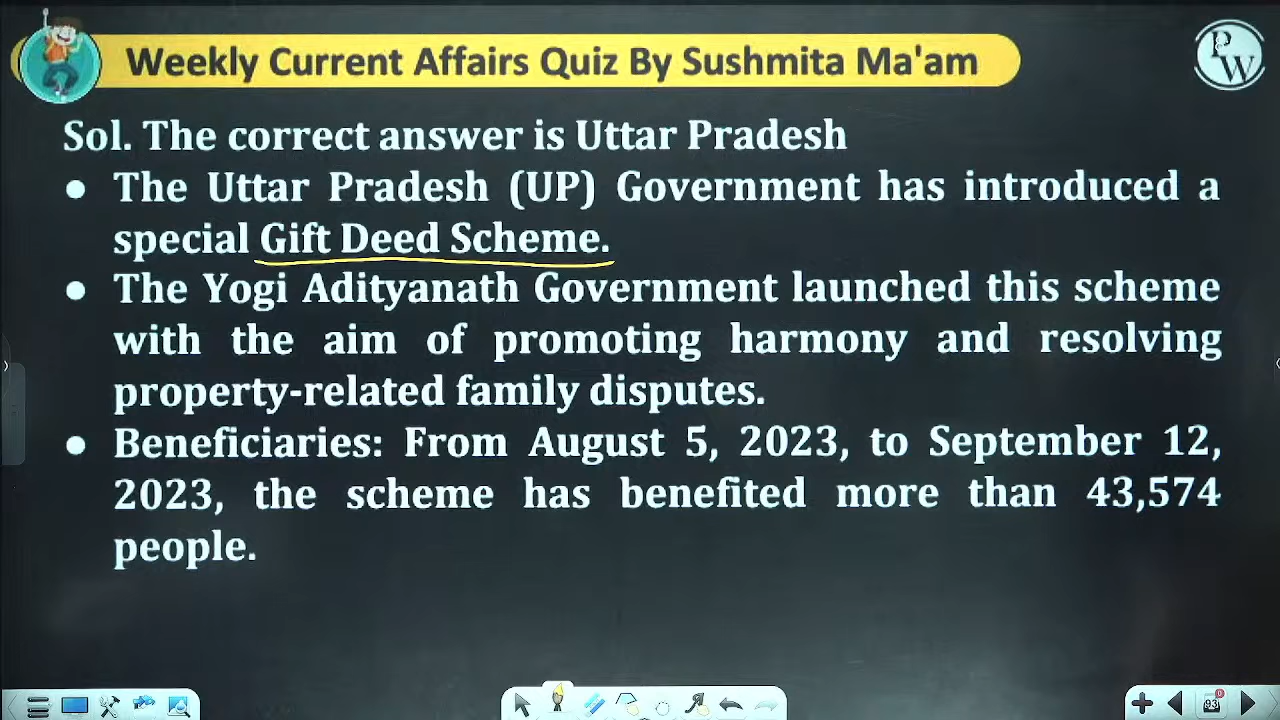 Weekly Current Affairs Quiz By Sushmita Ma'am
PW
Sol. The correct answer is Uttar Pradesh
● The Uttar Pradesh (UP) Government has introduced a
special Gift Deed Scheme.
● The Yogi Adityanath Government launched this scheme
with the aim of promoting harmony and resolving
property-related family disputes.
● Beneficiaries: From August 5, 2023, to September 12,
2023, the scheme has benefited more than 43,574
people.
93
0